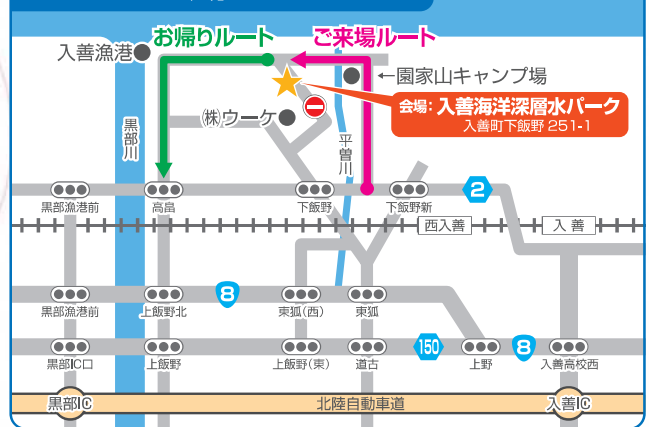 お帰りルート
ご来場ルート
入善漁港
←園家山キャンプ場
会場：入善海洋深層水パーク
入善町下飯野 251-1
㈱ウーケ
黒部川
平曽川
黒部漁港前
高畠
下飯野
下飯野新
2
西入善
入善
8
黒部漁港前
上飯野北
東狐(西)
東狐
黒部IC口
上飯野
上飯野(東)
道古
150
上野
8
入善高校西
黒部IC
北陸自動車道
入善IC